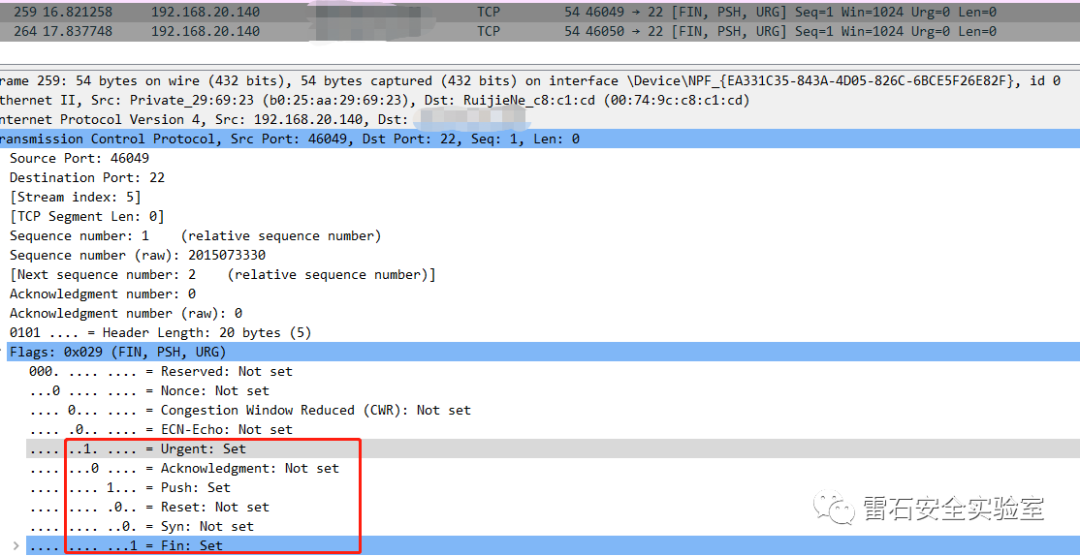 259 16.821258 192.168.20.140 TCP 54 46049 → 22 [FIN, PSH, URG] Seq=1 Win=1024 Urg=0 Len=0
264 17.837748 192.168.20.140 TCP 54 46050 → 22 [FIN, PSH, URG] Seq=1 Win=1024 Urg=0 Len=0
rame 259: 54 bytes on wire (432 bits), 54 bytes captured (432 bits) on interface \Device\NPF_{EA331C35-843A-4D05-826C-6BCE5F26E82F}, id 0
thernet II, Src: Private_29:69:23 (b0:25:aa:29:69:23), Dst: RuijieNe_c8:c1:cd (00:74:9c:c8:c1:cd)
nternet Protocol Version 4, Src: 192.168.20.140, Dst:
ransmission Control Protocol, Src Port: 46049, Dst Port: 22, Seq: 1, Len: 0
Source Port: 46049
Destination Port: 22
[Stream index: 5]
[TCP Segment Len: 0]
Sequence number: 1 (relative sequence number)
Sequence number (raw): 2015073330
[Next sequence number: 2 (relative sequence number)]
Acknowledgment number: 0
Acknowledgment number (raw): 0
0101 .... = Header Length: 20 bytes (5)
Flags: 0x029 (FIN, PSH, URG)
000. .... .... = Reserved: Not set
...0 .... .... = Nonce: Not set
.... 0... .... = Congestion Window Reduced (CWR): Not set
.... .0.. .... = ECN-Echo: Not set
.... ..1. .... = Urgent: Set
.... ...0 .... = Acknowledgment: Not set
.... .... 1... = Push: Set
.... .... .0.. = Reset: Not set
.... .... ..0. = Syn: Not set
.... .... ...1 = Fin: Set
雷石安全实验室